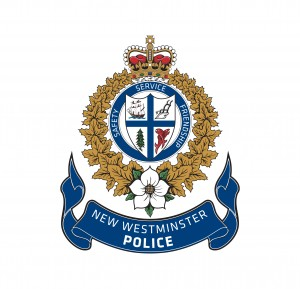 SAFETY
SERVICE
FRIENDSHIP
NEW WESTMINSTER
POLICE